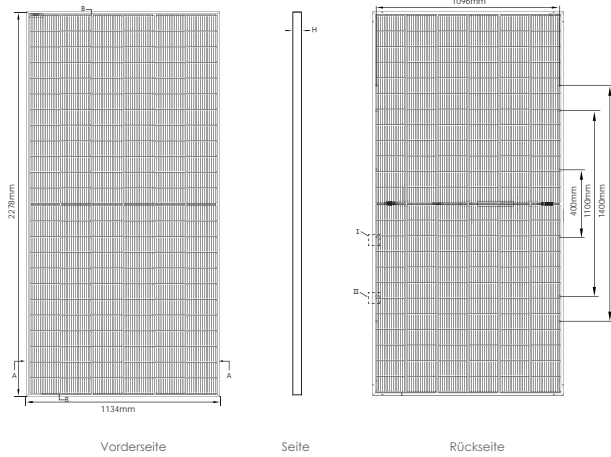 B
H
1096mm
2278mm
400mm
1100mm
1400mm
I
II
A
A
B
1134mm
Vorderseite
Seite
Rückseite